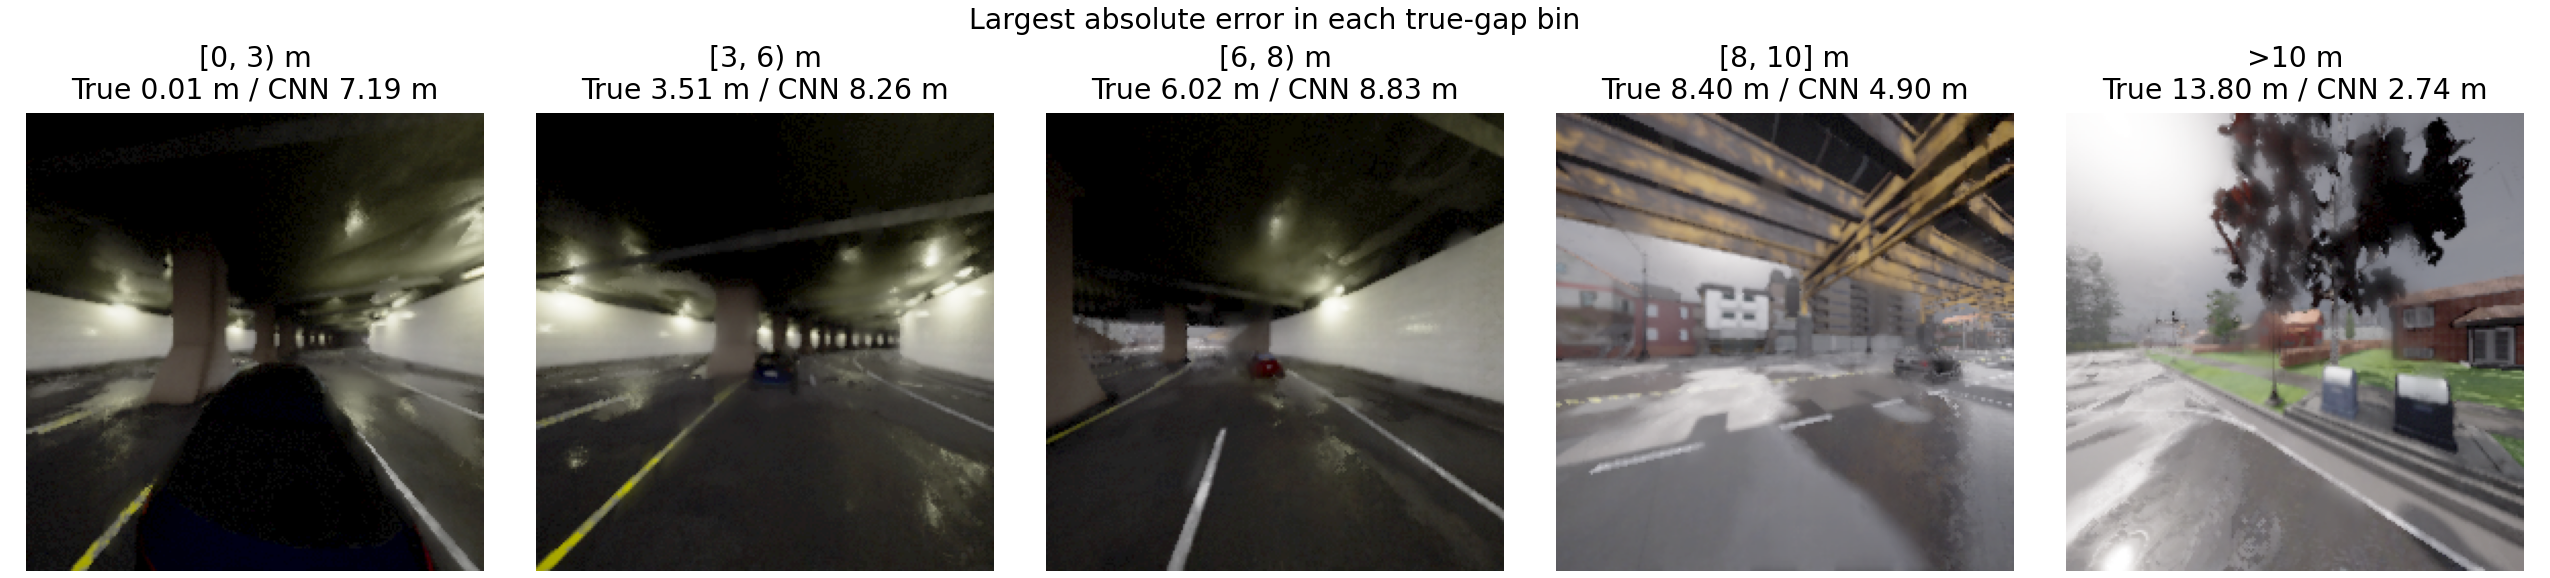 Largest absolute error in each true-gap bin
[0, 3) m
True 0.01 m / CNN 7.19 m
[3, 6) m
True 3.51 m / CNN 8.26 m
[6, 8) m
True 6.02 m / CNN 8.83 m
[8, 10] m
True 8.40 m / CNN 4.90 m
>10 m
True 13.80 m / CNN 2.74 m